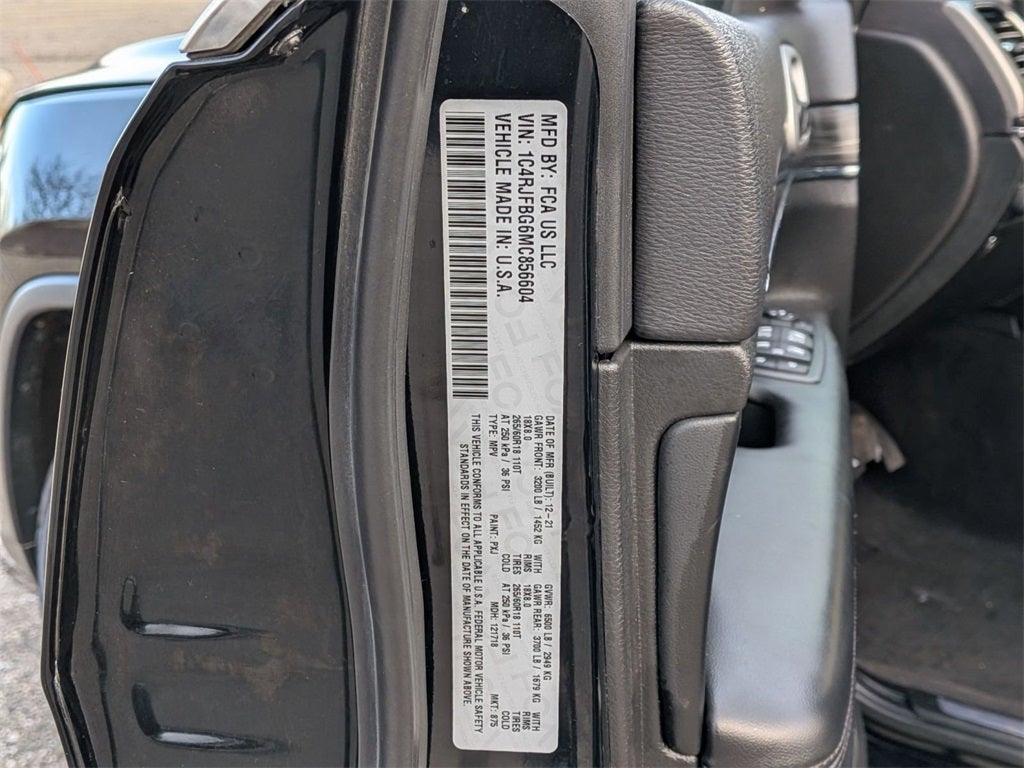 MFD BY: FCA US LLC
VIN: 1C4RJFBG6MC856604
VEHICLE MADE IN: U.S.A.
DATE OF MFR (BUILT): 12-21 GVWR: 6500 LB / 2949 KG
GAWR FRONT: 3200 LB / 1452 KG WITH GAWR REAR: 3700 LB / 1679 KG WITH
18X8.0 RIMS 18X8.0 RIMS
265/60R18 110T TIRES 265/60R18 110T TIRES
AT 250 kPa / 36 PSI COLD AT 250 kPa / 36 PSI COLD
TYPE: MPV PAINT: PXJ MDH: 121718 MKT: 875
THIS VEHICLE CONFORMS TO ALL APPLICABLE U.S.A. FEDERAL MOTOR VEHICLE SAFETY
STANDARDS IN EFFECT ON THE DATE OF MANUFACTURE SHOWN ABOVE.